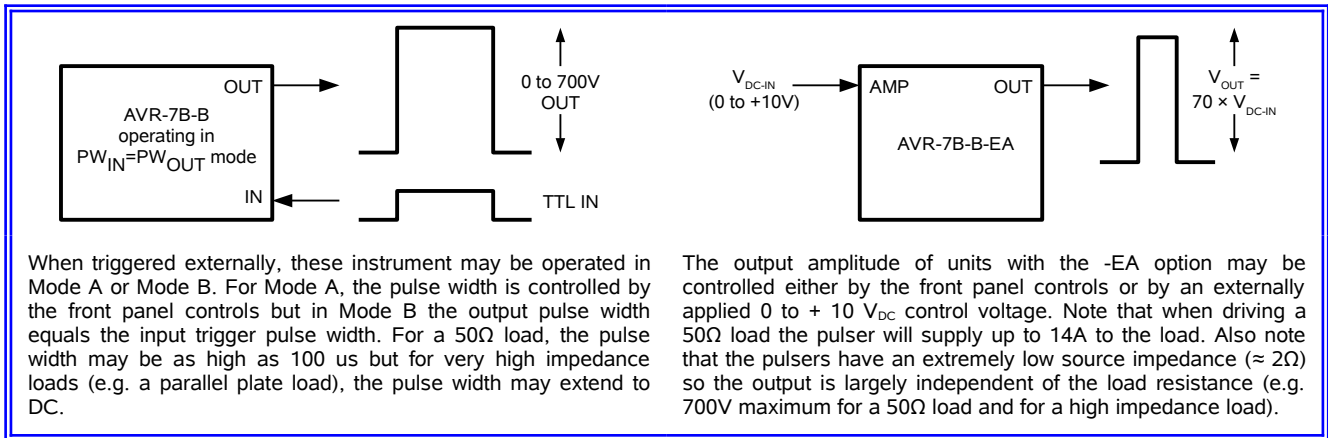 OUT
AVR-7B-B
operating in
PWIN=PWOUT mode
IN
0 to 700V
OUT
TTL IN
When triggered externally, these instrument may be operated in
Mode A or Mode B. For Mode A, the pulse width is controlled by
the front panel controls but in Mode B the output pulse width
equals the input trigger pulse width. For a 50Ω load, the pulse
width may be as high as 100 us but for very high impedance
loads (e.g. a parallel plate load), the pulse width may extend to
DC.
VDC-IN
(0 to +10V)
AMP OUT
AVR-7B-B-EA
VOUT =
70 × VDC-IN
The output amplitude of units with the -EA option may be
controlled either by the front panel controls or by an externally
applied 0 to + 10 VDC control voltage. Note that when driving a
50Ω load the pulser will supply up to 14A to the load. Also note
that the pulsers have an extremely low source impedance (≈ 2Ω)
so the output is largely independent of the load resistance (e.g.
700V maximum for a 50Ω load and for a high impedance load).